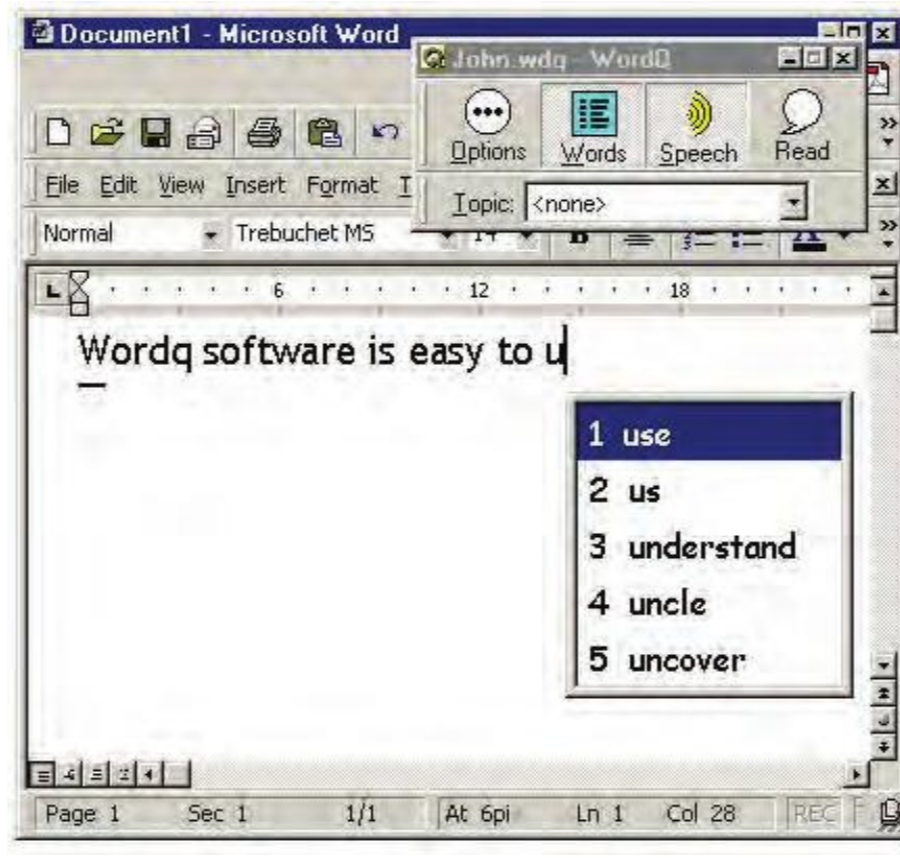 Document1 - Microsoft Word
John.wdq - WordQ
Options Words Speech Read
File Edit View Insert Format T
Topic: <none>
Normal Trebuchet MS 14 B A
6 12 18
Wordq software is easy to u
1 use
2 us
3 understand
4 uncle
5 uncover
Page 1 Sec 1 1/1 At 6pi Ln 1 Col 28 REC